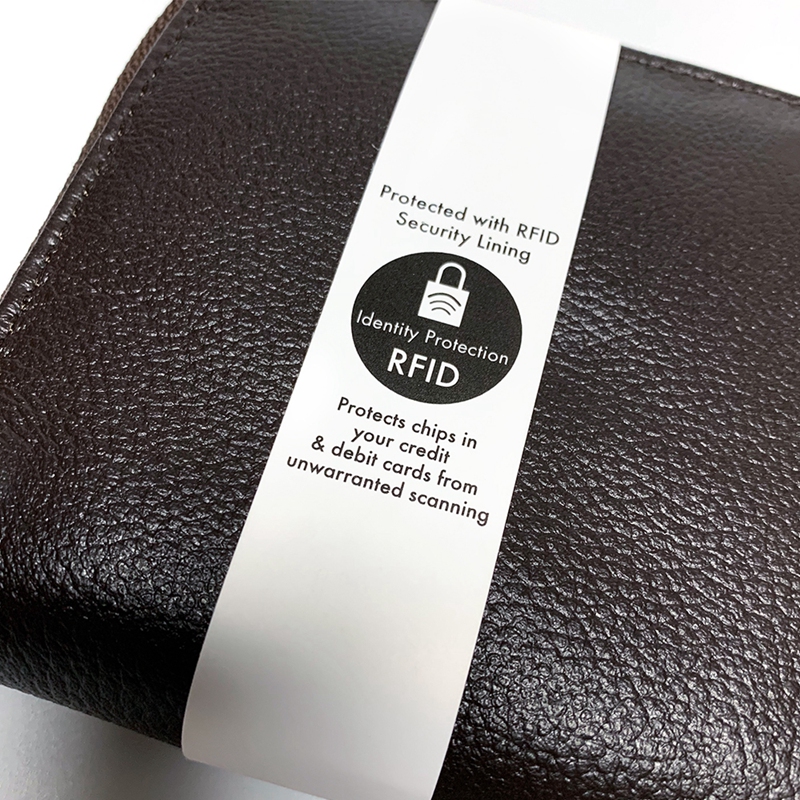 Protected with RFID
Security Lining
Identity Protection
RFID
Protects chips in
your credit
& debit cards from
unwarranted scanning